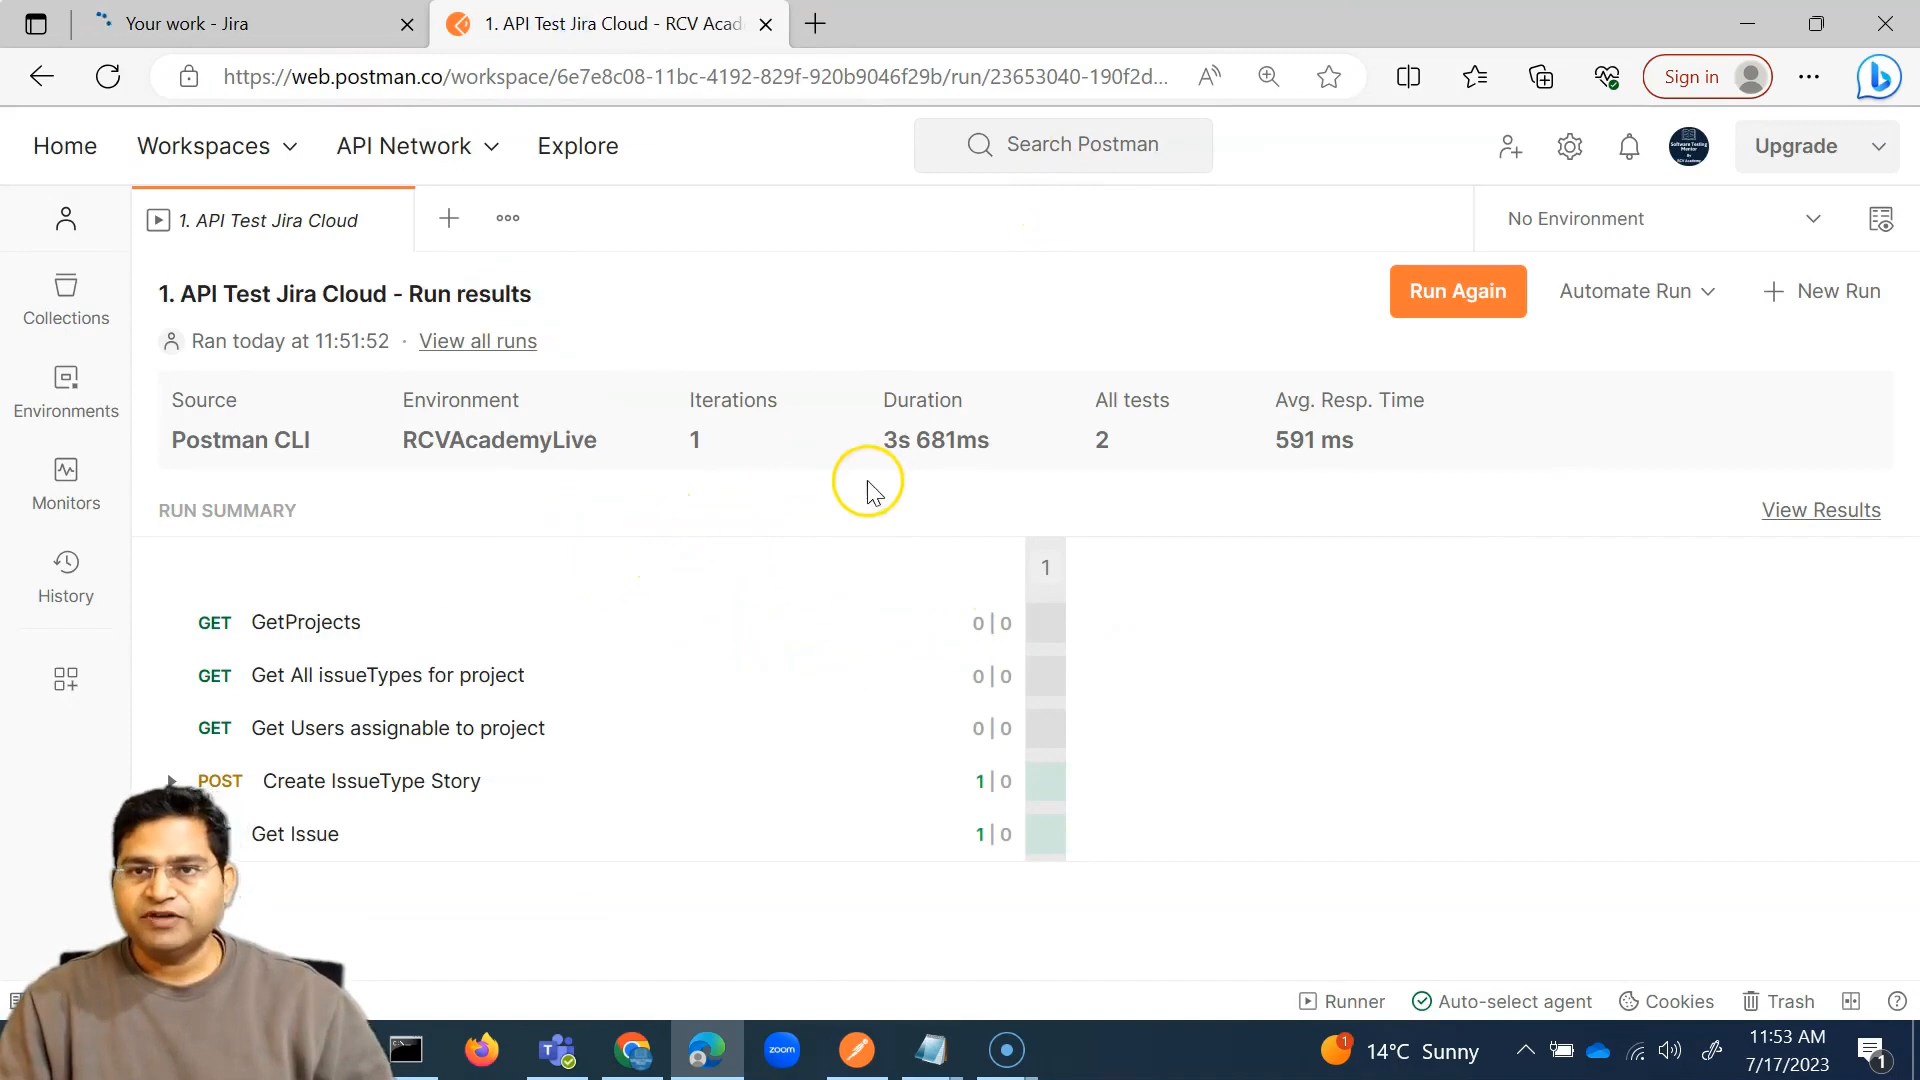 Your work - Jira
1. API Test Jira Cloud - RCV Acad
https://web.postman.co/workspace/6e7e8c08-11bc-4192-829f-920b9046f29b/run/23653040-190f2d...
Sign in
Home
Workspaces
API Network
Explore
Search Postman
Upgrade
1. API Test Jira Cloud
No Environment
Collections
Environments
Monitors
History
1. API Test Jira Cloud - Run results
Run Again
Automate Run
New Run
Ran today at 11:51:52 · View all runs
Source
Environment
Iterations
Duration
All tests
Avg. Resp. Time
Postman CLI
RCVAcademyLive
1
3s 681ms
2
591 ms
RUN SUMMARY
View Results
1
GET GetProjects 0 | 0
GET Get All issueTypes for project 0 | 0
GET Get Users assignable to project 0 | 0
POST Create IssueType Story 1 | 0
Get Issue 1 | 0
Runner
Auto-select agent
Cookies
Trash
zoom
1
14°C Sunny
11:53 AM
7/17/2023
1